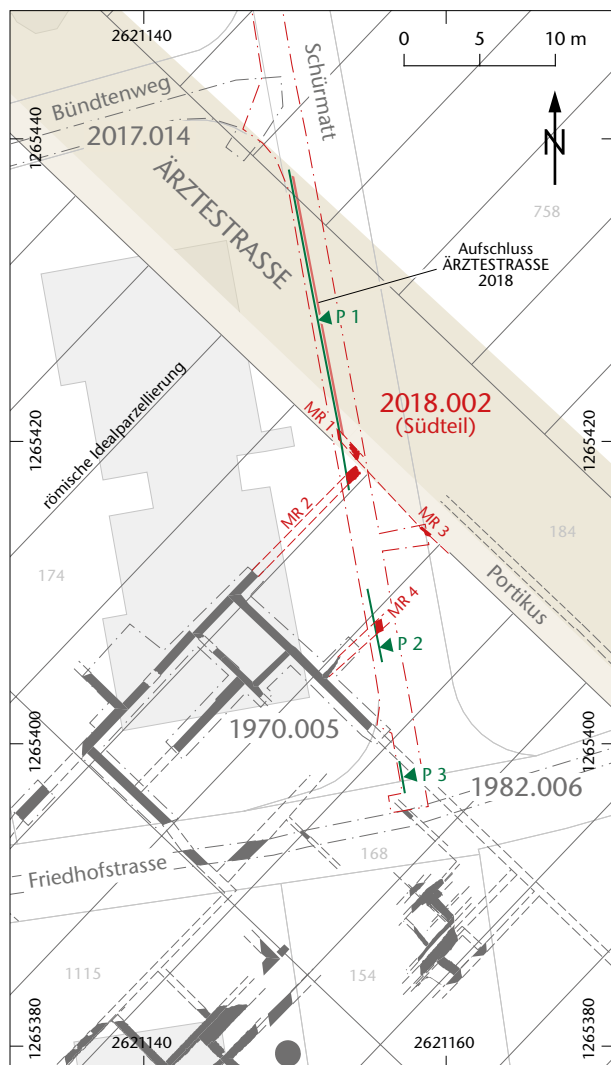 2621140
0 5 10 m
Schürmatt
Bündtenweg
1265440
2017.014
N
ÄRZTESTRASSE
758
Aufschluss
ÄRZTESTRASSE
2018
P 1
römische Idealparzellierung
2018.002
(Südteil)
MR 1
1265420
1265420
MR 2
MR 3
184
174
Portikus
MR 4
P 2
1970.005
1265400
1265400
P 3
1982.006
Friedhofstrasse
168
1115
154
1265380
1265380
2621140
2621160